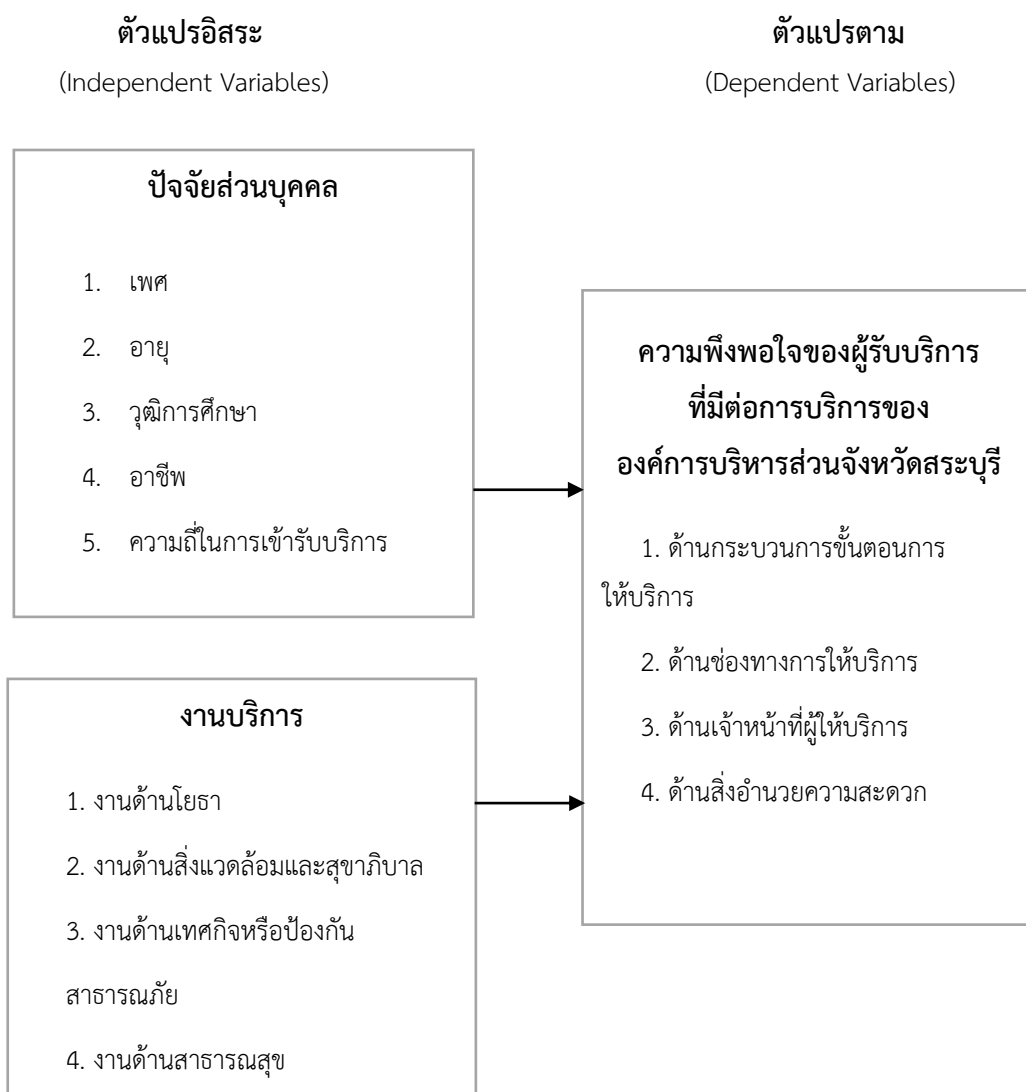 ตัวแปรอิสระ
(Independent Variables)
ตัวแปรตาม
(Dependent Variables)
ปัจจัยส่วนบุคคล
1. เพศ
2. อายุ
3. วุฒิการศึกษา
4. อาชีพ
5. ความถี่ในการเข้ารับบริการ
งานบริการ
1. งานด้านโยธา
2. งานด้านสิ่งแวดล้อมและสุขาภิบาล
3. งานด้านเทศกิจหรือป้องกัน
สาธารณภัย
4. งานด้านสาธารณสุข
ความพึงพอใจของผู้รับบริการ
ที่มีต่อการบริการของ
องค์การบริหารส่วนจังหวัดสระบุรี
1. ด้านกระบวนการขั้นตอนการ
ให้บริการ
2. ด้านช่องทางการให้บริการ
3. ด้านเจ้าหน้าที่ผู้ให้บริการ
4. ด้านสิ่งอำนวยความสะดวก